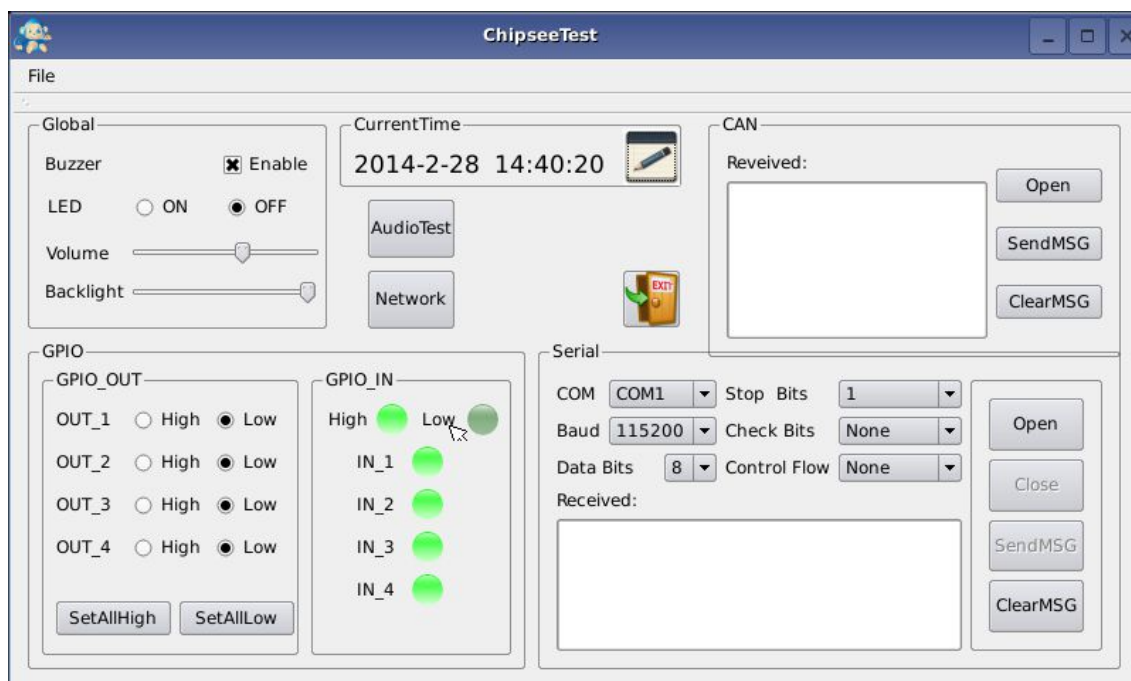 ChipseeTest
File
Global
Buzzer Enable
LED ON OFF
Volume
Backlight
CurrentTime
2014-2-28 14:40:20
AudioTest
Network
EXIT
CAN
Reveived:
Open
SendMSG
ClearMSG
GPIO
GPIO_OUT
OUT_1 High Low
OUT_2 High Low
OUT_3 High Low
OUT_4 High Low
SetAllHigh SetAllLow
GPIO_IN
High Low
IN_1
IN_2
IN_3
IN_4
Serial
COM COM1 Stop Bits 1
Baud 115200 Check Bits None
Data Bits 8 Control Flow None
Received:
Open
Close
SendMSG
ClearMSG